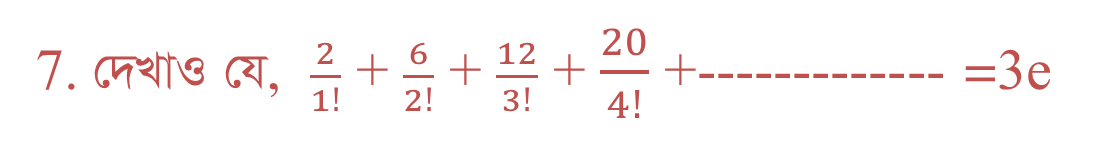 7. দেখাও যে, 2/1! + 6/2! + 12/3! + 20/4! +------------- =3e